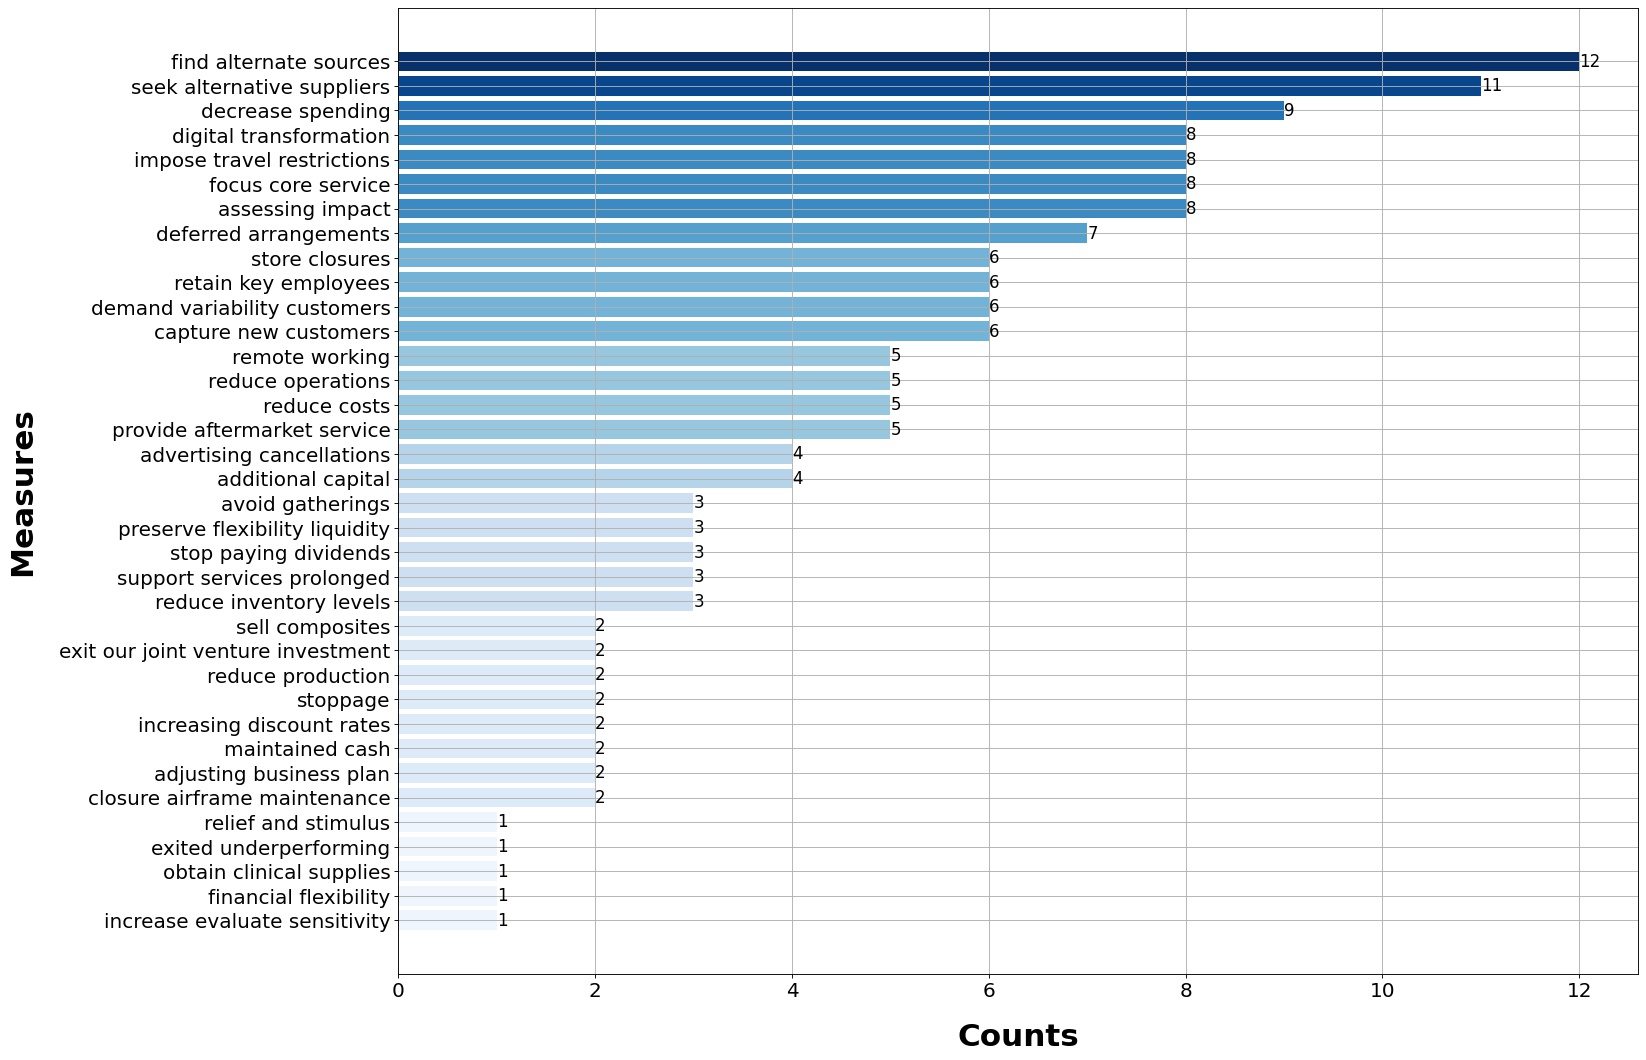 find alternate sources 12
seek alternative suppliers 11
decrease spending 9
digital transformation 8
impose travel restrictions 8
focus core service 8
assessing impact 8
deferred arrangements 7
store closures 6
retain key employees 6
demand variability customers 6
capture new customers 6
remote working 5
reduce operations 5
reduce costs 5
provide aftermarket service 5
advertising cancellations 4
additional capital 4
avoid gatherings 3
preserve flexibility liquidity 3
stop paying dividends 3
support services prolonged 3
reduce inventory levels 3
sell composites 2
exit our joint venture investment 2
reduce production 2
stoppage 2
increasing discount rates 2
maintained cash 2
adjusting business plan 2
closure airframe maintenance 2
relief and stimulus 1
exited underperforming 1
obtain clinical supplies 1
financial flexibility 1
increase evaluate sensitivity 1
Measures
0 2 4 6 8 10 12
Counts